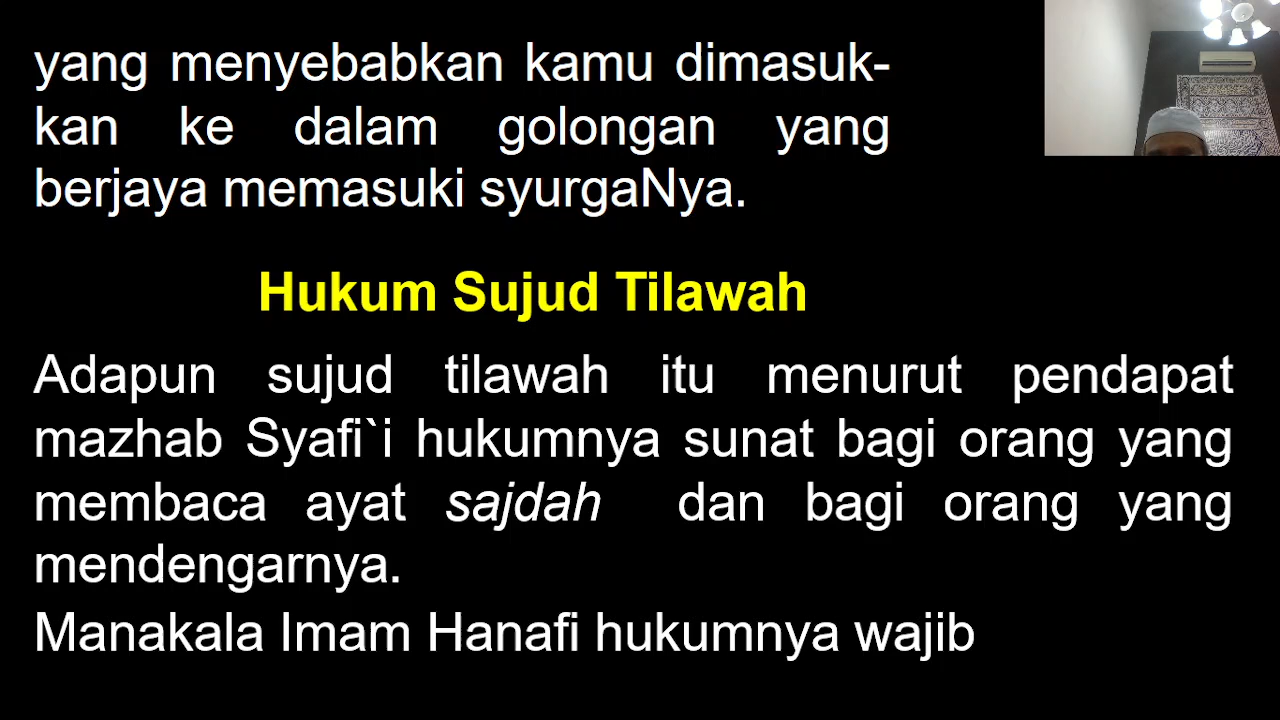 yang menyebabkan kamu dimasuk-
kan ke dalam golongan yang
berjaya memasuki syurgaNya.
Hukum Sujud Tilawah
Adapun sujud tilawah itu menurut pendapat
mazhab Syafi`i hukumnya sunat bagi orang yang
membaca ayat sajdah dan bagi orang yang
mendengarnya.
Manakala Imam Hanafi hukumnya wajib